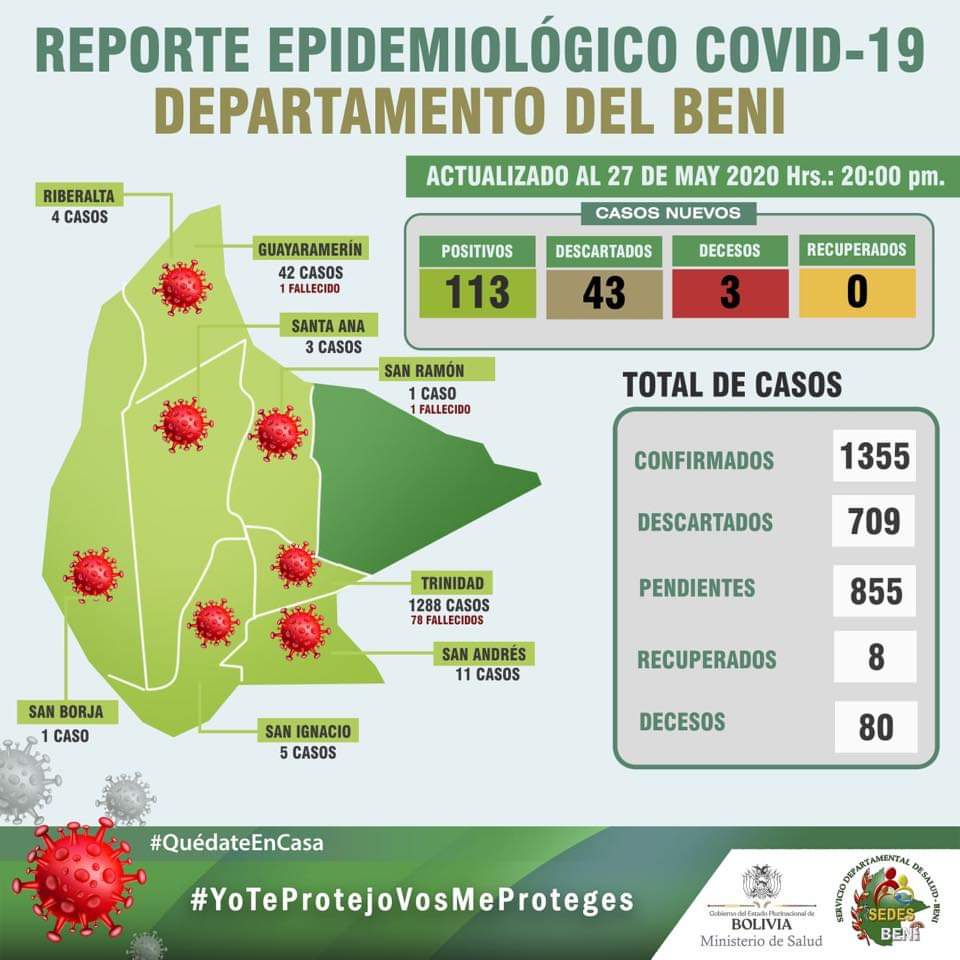 REPORTE EPIDEMIOLÓGICO COVID-19
DEPARTAMENTO DEL BENI
ACTUALIZADO AL 27 DE MAY 2020 Hrs.: 20:00 pm.
CASOS NUEVOS
POSITIVOS
113
DESCARTADOS
43
DECESOS
3
RECUPERADOS
0
RIBERALTA
4 CASOS
GUAYARAMERÍN
42 CASOS
1 FALLECIDO
SANTA ANA
3 CASOS
SAN RAMÓN
1 CASO
1 FALLECIDO
TRINIDAD
1288 CASOS
78 FALLECIDOS
SAN ANDRÉS
11 CASOS
SAN BORJA
1 CASO
SAN IGNACIO
5 CASOS
TOTAL DE CASOS
CONFIRMADOS 1355
DESCARTADOS 709
PENDIENTES 855
RECUPERADOS 8
DECESOS 80
#QuédateEnCasa
#YoTeProtejoVosMeProteges
Gobierno del Estado Plurinacional de
BOLIVIA
Ministerio de Salud
SERVICIO DEPARTAMENTAL DE SALUD - BENI
SEDES
BENI